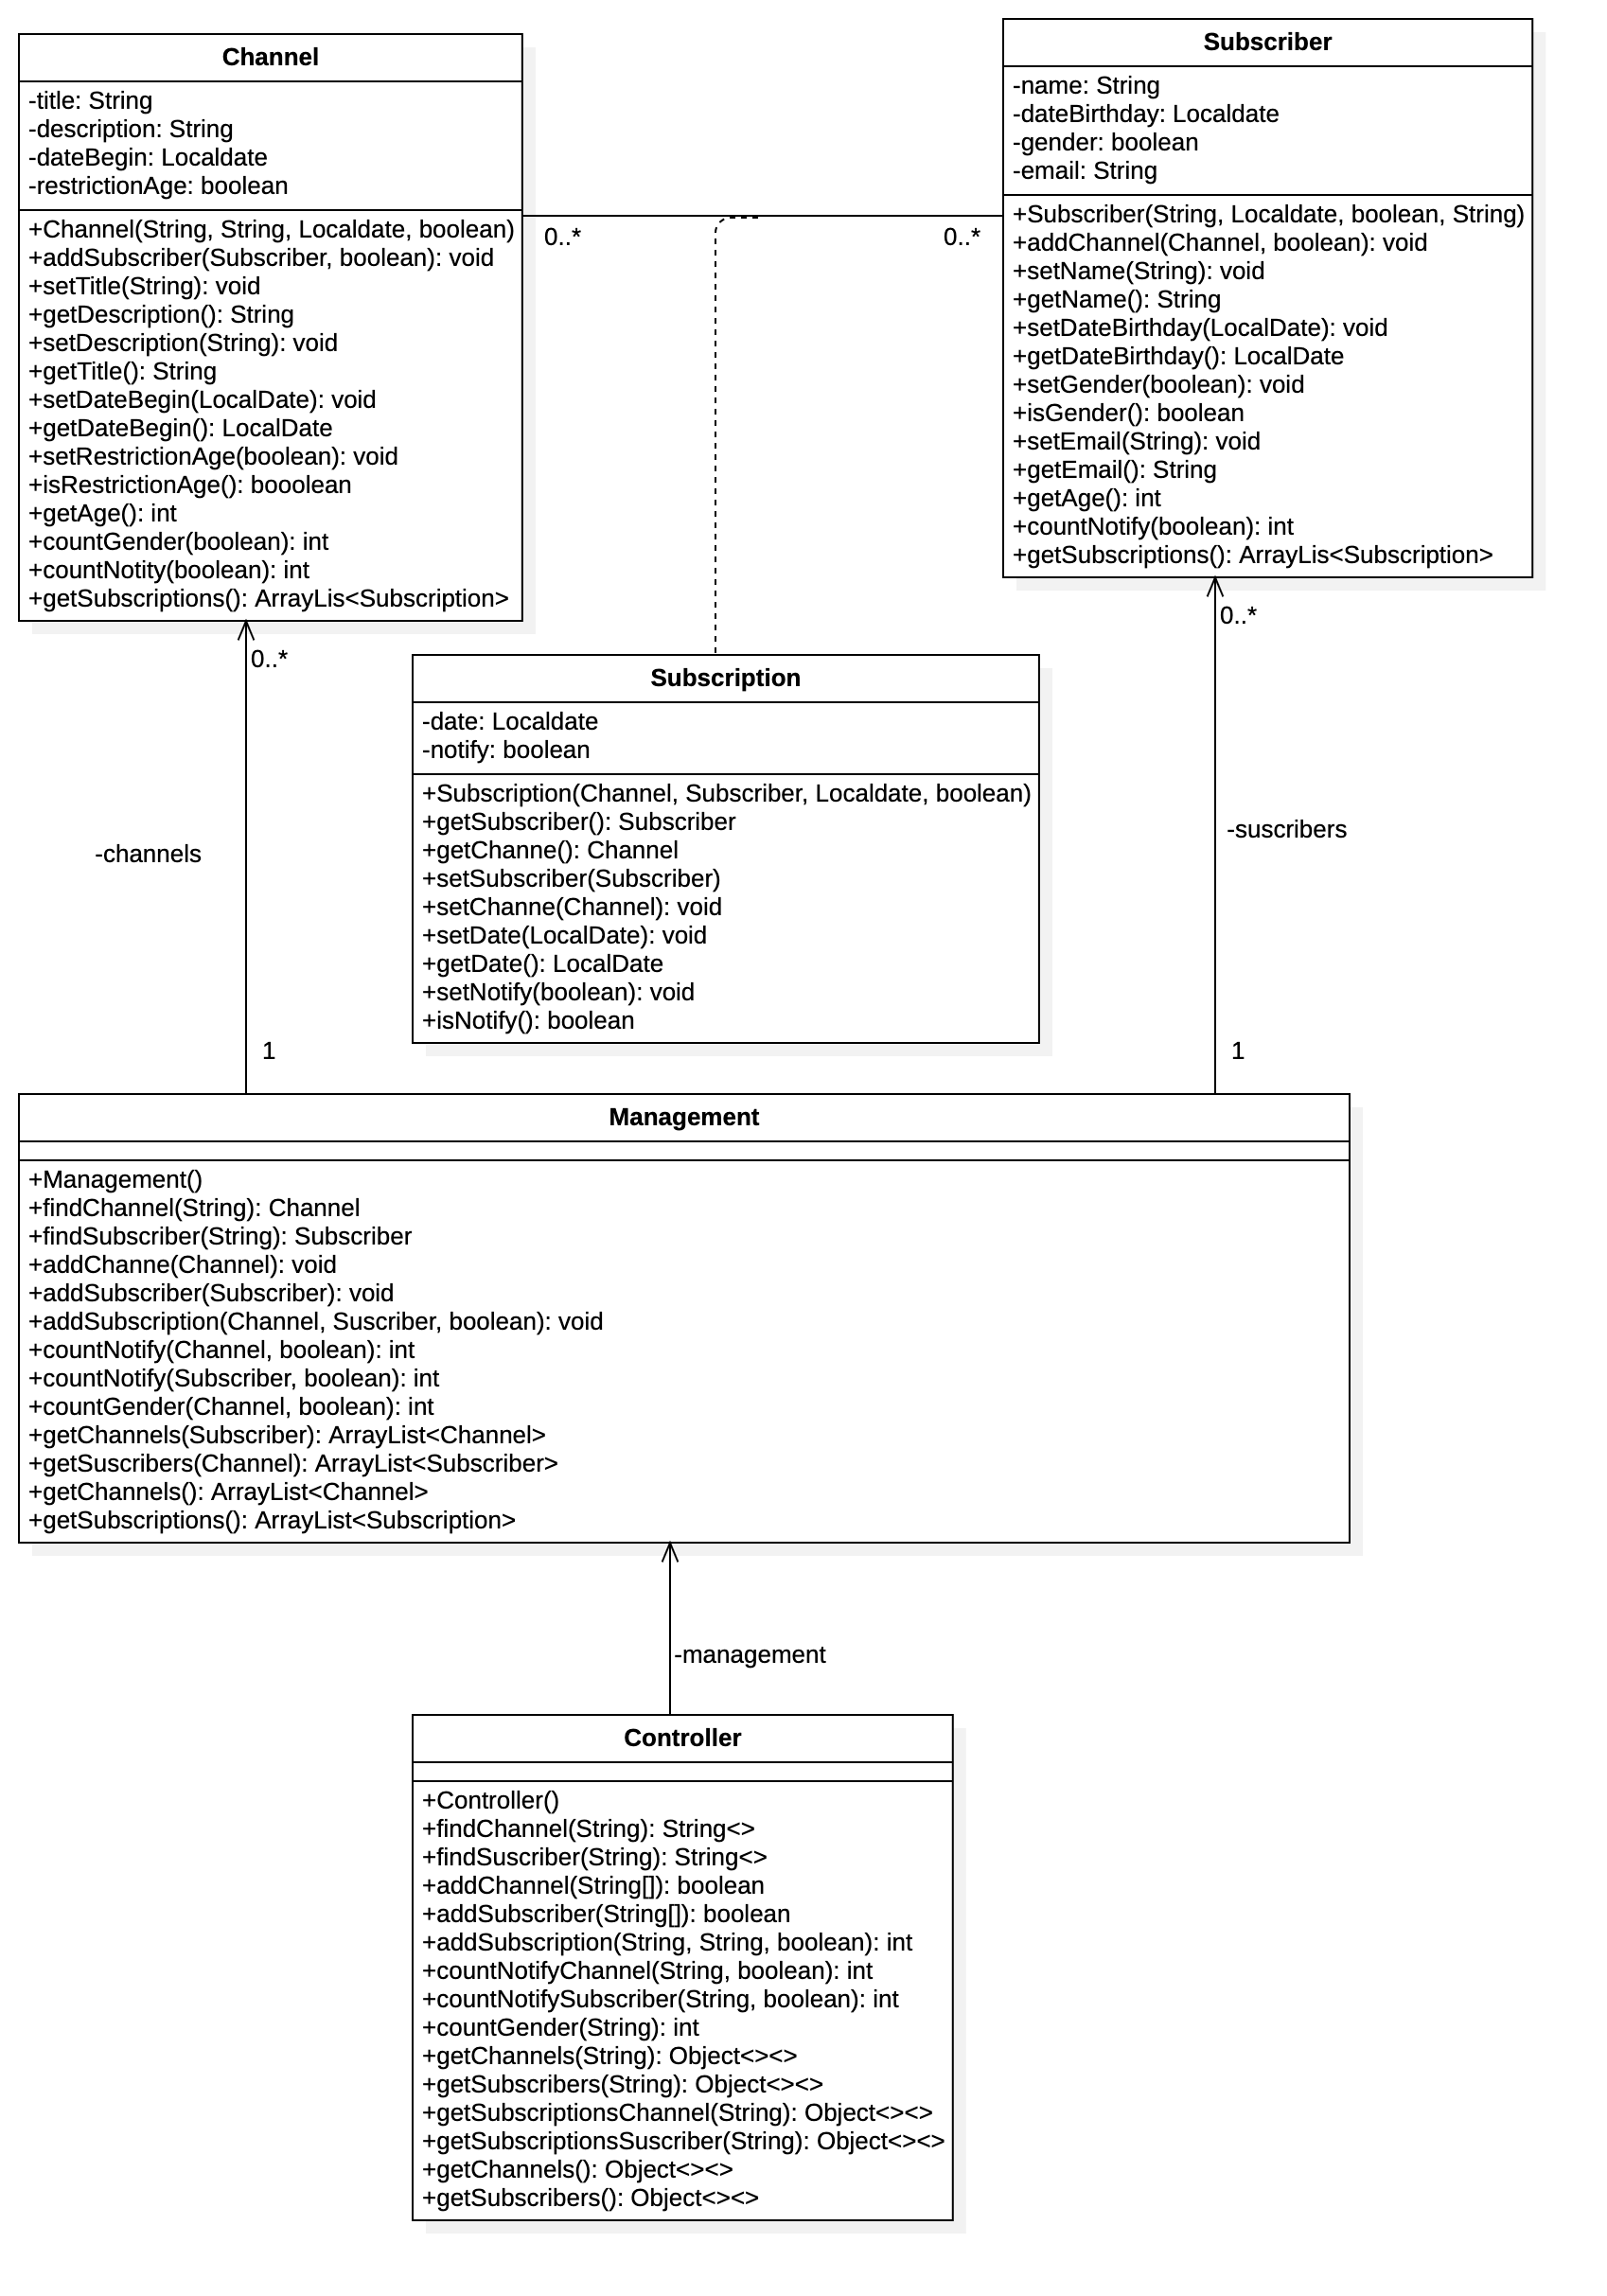 Channel
-title: String
-description: String
-dateBegin: Localdate
-restrictionAge: boolean
+Channel(String, String, Localdate, boolean)
+addSubscriber(Subscriber, boolean): void
+setTitle(String): void
+getDescription(): String
+setDescription(String): void
+getTitle(): String
+setDateBegin(LocalDate): void
+getDateBegin(): LocalDate
+setRestrictionAge(boolean): void
+isRestrictionAge(): booolean
+getAge(): int
+countGender(boolean): int
+countNotity(boolean): int
+getSubscriptions(): ArrayLis<Subscription>
0..*
0..*
Subscriber
-name: String
-dateBirthday: Localdate
-gender: boolean
-email: String
+Subscriber(String, Localdate, boolean, String)
+addChannel(Channel, boolean): void
+setName(String): void
+getName(): String
+setDateBirthday(LocalDate): void
+getDateBirthday(): LocalDate
+setGender(boolean): void
+isGender(): boolean
+setEmail(String): void
+getEmail(): String
+getAge(): int
+countNotify(boolean): int
+getSubscriptions(): ArrayLis<Subscription>
0..*
0..*
Subscription
-date: Localdate
-notify: boolean
+Subscription(Channel, Subscriber, Localdate, boolean)
+getSubscriber(): Subscriber
+getChanne(): Channel
+setSubscriber(Subscriber)
+setChanne(Channel): void
+setDate(LocalDate): void
+getDate(): LocalDate
+setNotify(boolean): void
+isNotify(): boolean
-channels
-suscribers
1
1
Management
+Management()
+findChannel(String): Channel
+findSubscriber(String): Subscriber
+addChanne(Channel): void
+addSubscriber(Subscriber): void
+addSubscription(Channel, Suscriber, boolean): void
+countNotify(Channel, boolean): int
+countNotify(Subscriber, boolean): int
+countGender(Channel, boolean): int
+getChannels(Subscriber): ArrayList<Channel>
+getSuscribers(Channel): ArrayList<Subscriber>
+getChannels(): ArrayList<Channel>
+getSubscriptions(): ArrayList<Subscription>
-management
Controller
+Controller()
+findChannel(String): String<>
+findSuscriber(String): String<>
+addChannel(String[]): boolean
+addSubscriber(String[]): boolean
+addSubscription(String, String, boolean): int
+countNotifyChannel(String, boolean): int
+countNotifySubscriber(String, boolean): int
+countGender(String): int
+getChannels(String): Object<><>
+getSubscribers(String): Object<><>
+getSubscriptionsChannel(String): Object<><>
+getSubscriptionsSuscriber(String): Object<><>
+getChannels(): Object<><>
+getSubscribers(): Object<><>